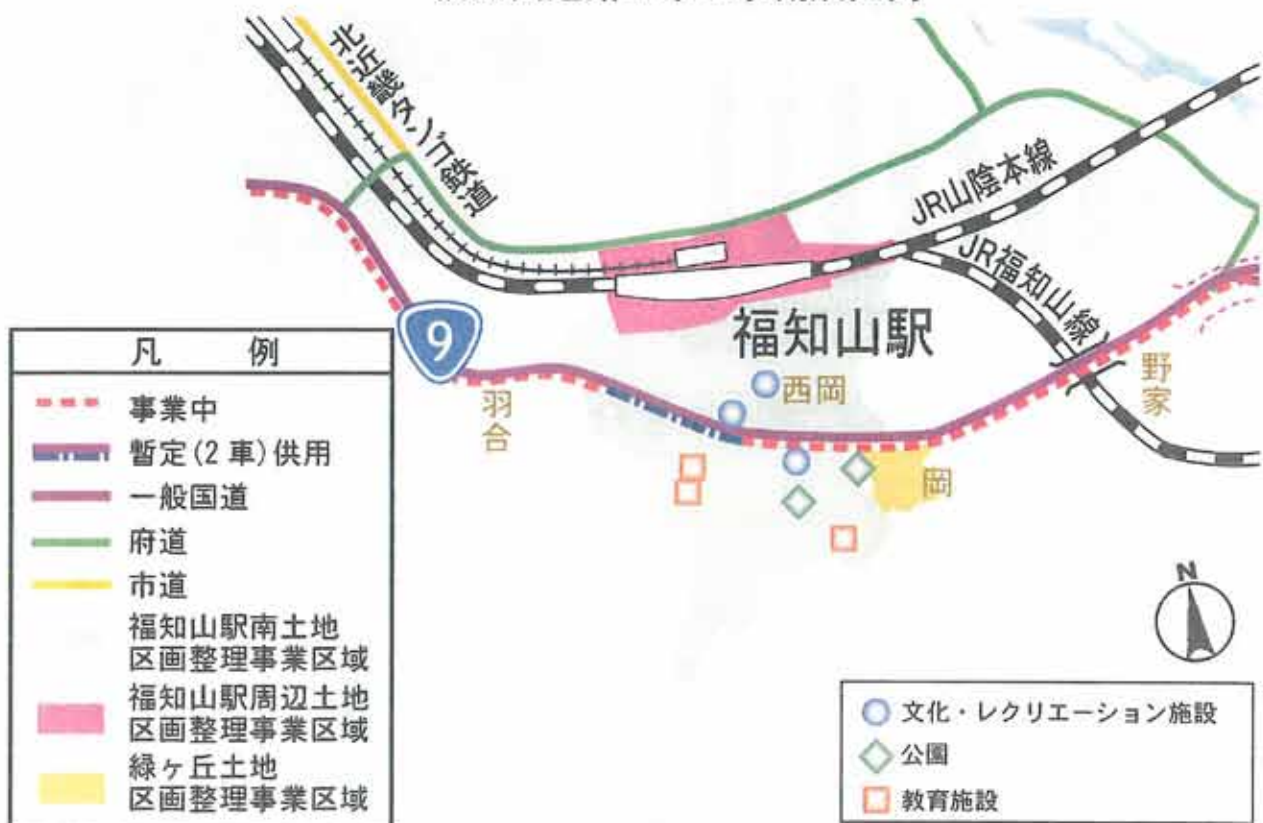 北近畿タンゴ鉄道
JR山陰本線
JR福知山線
9
福知山駅
西岡
羽合
野家
岡
凡 例
事業中
暫定(2車)供用
一般国道
府道
市道
福知山駅南土地
区画整理事業区域
福知山駅周辺土地
区画整理事業区域
緑ヶ丘土地
区画整理事業区域
N
文化・レクリエーション施設
公園
教育施設